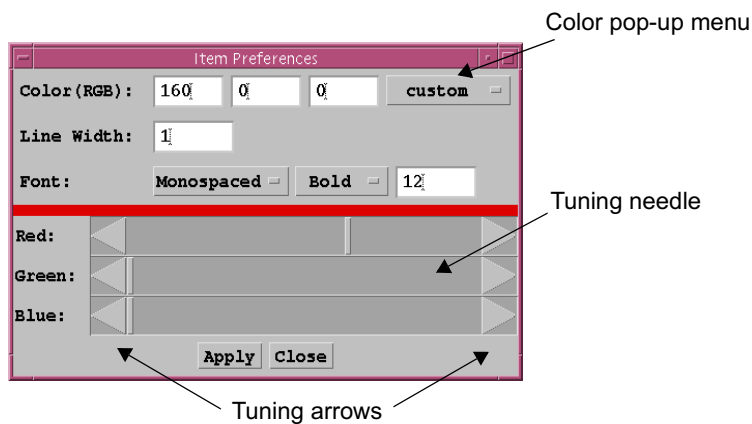 Color pop-up menu
Item Preferences
Color(RGB): 160 0 0 custom
Line Width: 1
Font: Monospaced Bold 12
Tuning needle
Red:
Green:
Blue:
Apply Close
Tuning arrows